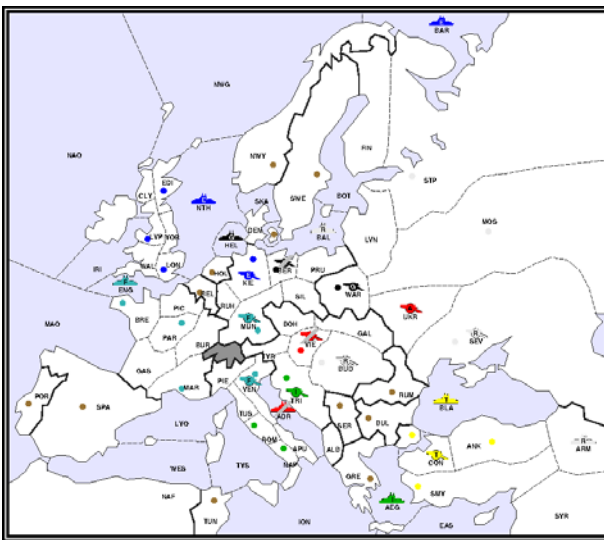 BAR
NWG
NAO
NWY
SWE
FIN
STP
MOS
EDI
CLY
NTH
SKA
BOT
DEN
LVP
YOR
HEL
BAL
LVN
IRI
WAL
LON
HOL
KIE
BER
PRU
WAR
ENG
BEL
RUH
SIL
UKR
MAO
BRE
PIC
MUN
BOH
GAL
SEV
PAR
BUR
VIE
BUD
GAS
TYR
MAR
PIE
VEN
TRI
RUM
POR
SPA
TUS
ADR
SER
BUL
BLA
LYO
ROM
APU
ALB
CON
ANK
ARM
WES
TYS
NAP
GRE
SMY
NAF
TUN
ION
AEG
EAS
SYR